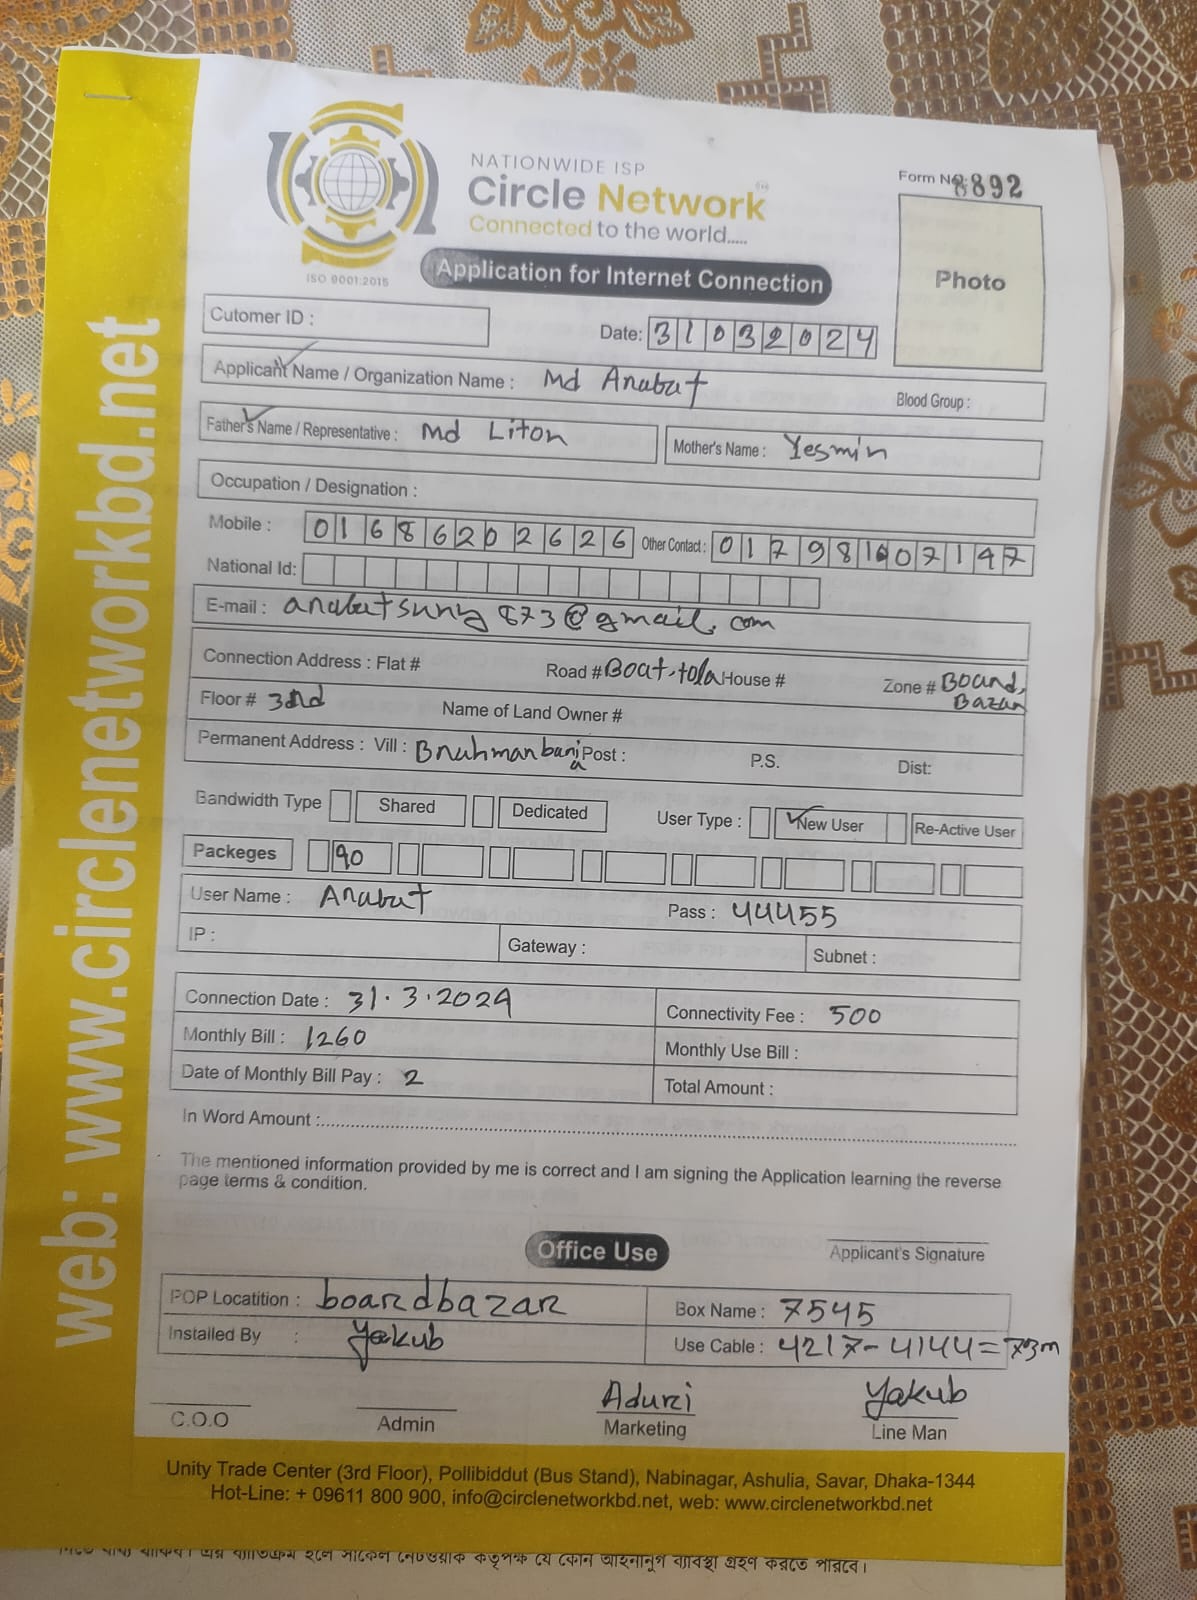 web: www.circlenetworkbd.net
NATIONWIDE ISP
Circle Network
Connected to the world.....
ISO 9001:2015
Form No 8892
Photo
Application for Internet Connection
Cutomer ID :
Date: 31032024
Applicant Name / Organization Name : Md Arabat
Blood Group :
Father's Name / Representative : Md Liton
Mother's Name : Yesmin
Occupation / Designation :
Mobile : 01686202626 Other Contact : 01798107147
National Id:
E-mail : arabatsunny873@gmail.com
Connection Address : Flat # Road # Boat.tola House # Zone # Board, Bazar
Floor # 3rd Name of Land Owner #
Permanent Address : Vill : Brahmanbaria Post : P.S. Dist:
Bandwidth Type Shared Dedicated User Type : New User Re-Active User
Packeges 90
User Name : Arabat Pass : 44455
IP : Gateway : Subnet :
Connection Date : 31.3.2024 Connectivity Fee : 500
Monthly Bill : 1260 Monthly Use Bill :
Date of Monthly Bill Pay : 2 Total Amount :
In Word Amount :
The mentioned information provided by me is correct and I am signing the Application learning the reverse
page terms & condition.
Applicant's Signature
Office Use
POP Locatition : boardbazar Box Name : 7545
Installed By : Yakub Use Cable : 4217-4144=73m
Aduri Yakub
C.O.O Admin Marketing Line Man
Unity Trade Center (3rd Floor), Pollibiddut (Bus Stand), Nabinagar, Ashulia, Savar, Dhaka-1344
Hot-Line: + 09611 800 900, info@circlenetworkbd.net, web: www.circlenetworkbd.net
দিতে বাধ্য থাকিব। এর ব্যতিক্রম হলে সার্কেল নেটওয়ার্ক কর্তৃপক্ষ যে কোন আইনানুগ ব্যবস্থা গ্রহণ করতে পারবে।